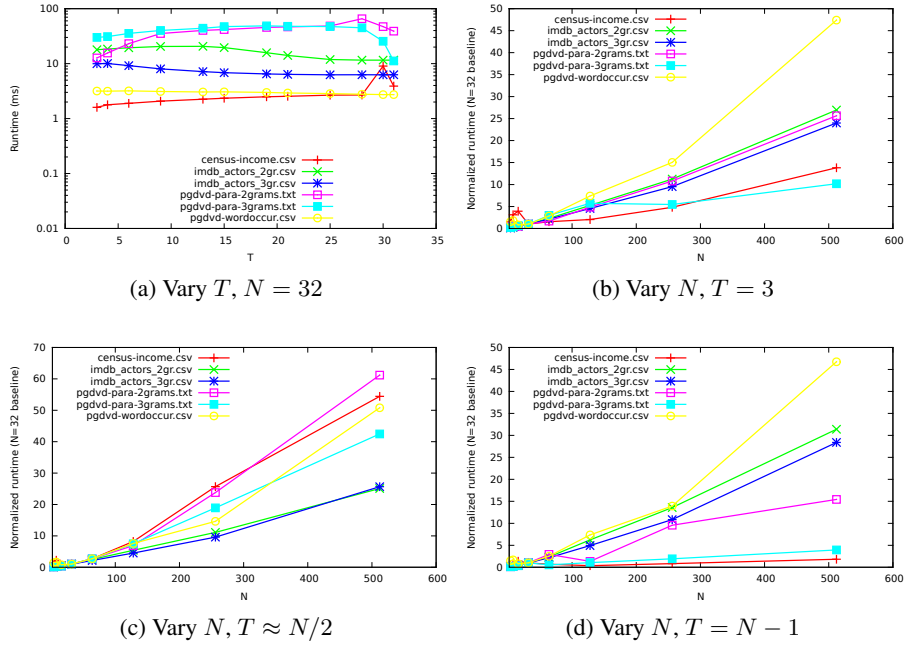 100
10
1
0.1
0.01
Runtime (ms)
census-income.csv
imdb_actors_2gr.csv
imdb_actors_3gr.csv
pgdvd-para-2grams.txt
pgdvd-para-3grams.txt
pgdvd-wordoccur.csv
0 5 10 15 20 25 30 35
T
(a) Vary T, N = 32
50
45
40
35
30
25
20
15
10
5
0
Normalized runtime (N=32 baseline)
census-income.csv
imdb_actors_2gr.csv
imdb_actors_3gr.csv
pgdvd-para-2grams.txt
pgdvd-para-3grams.txt
pgdvd-wordoccur.csv
100 200 300 400 500 600
N
(b) Vary N, T = 3
70
60
50
40
30
20
10
0
Normalized runtime (N=32 baseline)
census-income.csv
imdb_actors_2gr.csv
imdb_actors_3gr.csv
pgdvd-para-2grams.txt
pgdvd-para-3grams.txt
pgdvd-wordoccur.csv
100 200 300 400 500 600
N
(c) Vary N, T ≈ N/2
50
45
40
35
30
25
20
15
10
5
0
Normalized runtime (N=32 baseline)
census-income.csv
imdb_actors_2gr.csv
imdb_actors_3gr.csv
pgdvd-para-2grams.txt
pgdvd-para-3grams.txt
pgdvd-wordoccur.csv
100 200 300 400 500 600
N
(d) Vary N, T = N − 1